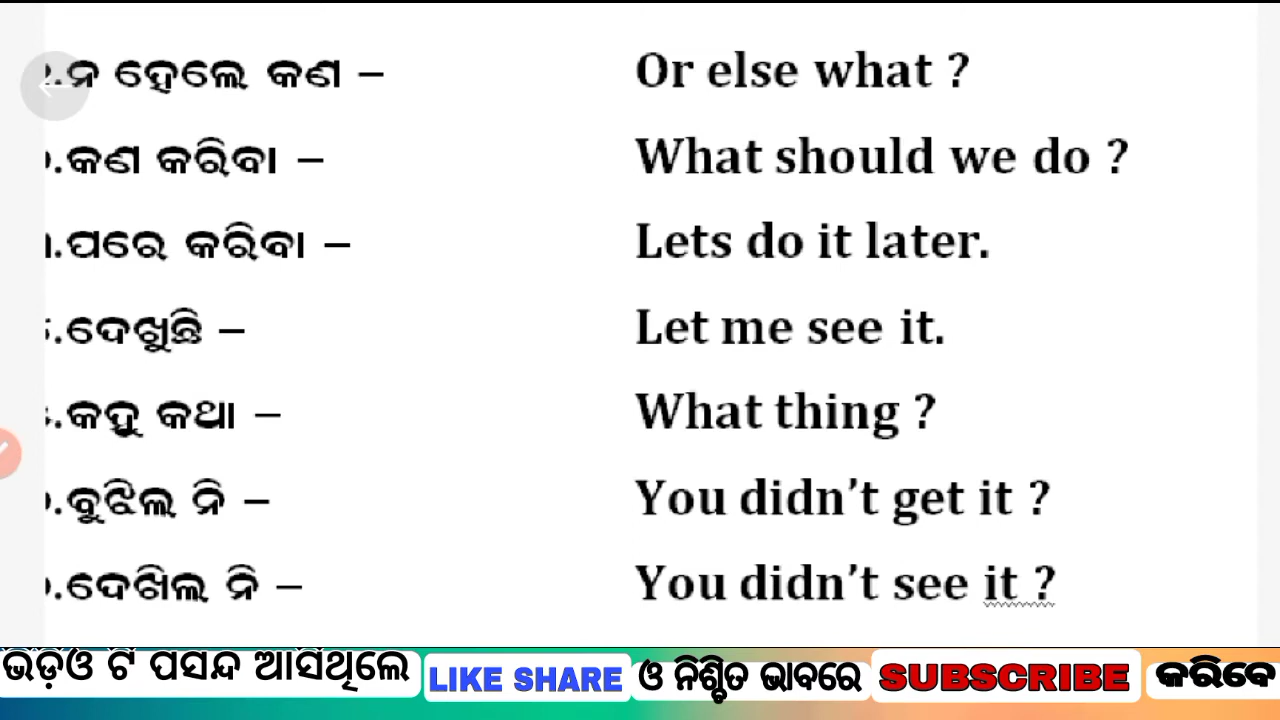 .ନ ହେଲେ କଣ – Or else what ?
.କଣ କରିବା – What should we do ?
.ପରେ କରିବା – Lets do it later.
.ଦେଖୁଛି – Let me see it.
.କହୁ କଥା – What thing ?
.ବୁଝିଲ ନି – You didn't get it ?
.ଦେଖିଲ ନି – You didn't see it ?
ଭିଡ଼ିଓ ଟି ପସନ୍ଦ ଆସିଥିଲେ LIKE SHARE ଓ ନିଶ୍ଚିତ ଭାବରେ SUBSCRIBE କରିବେ